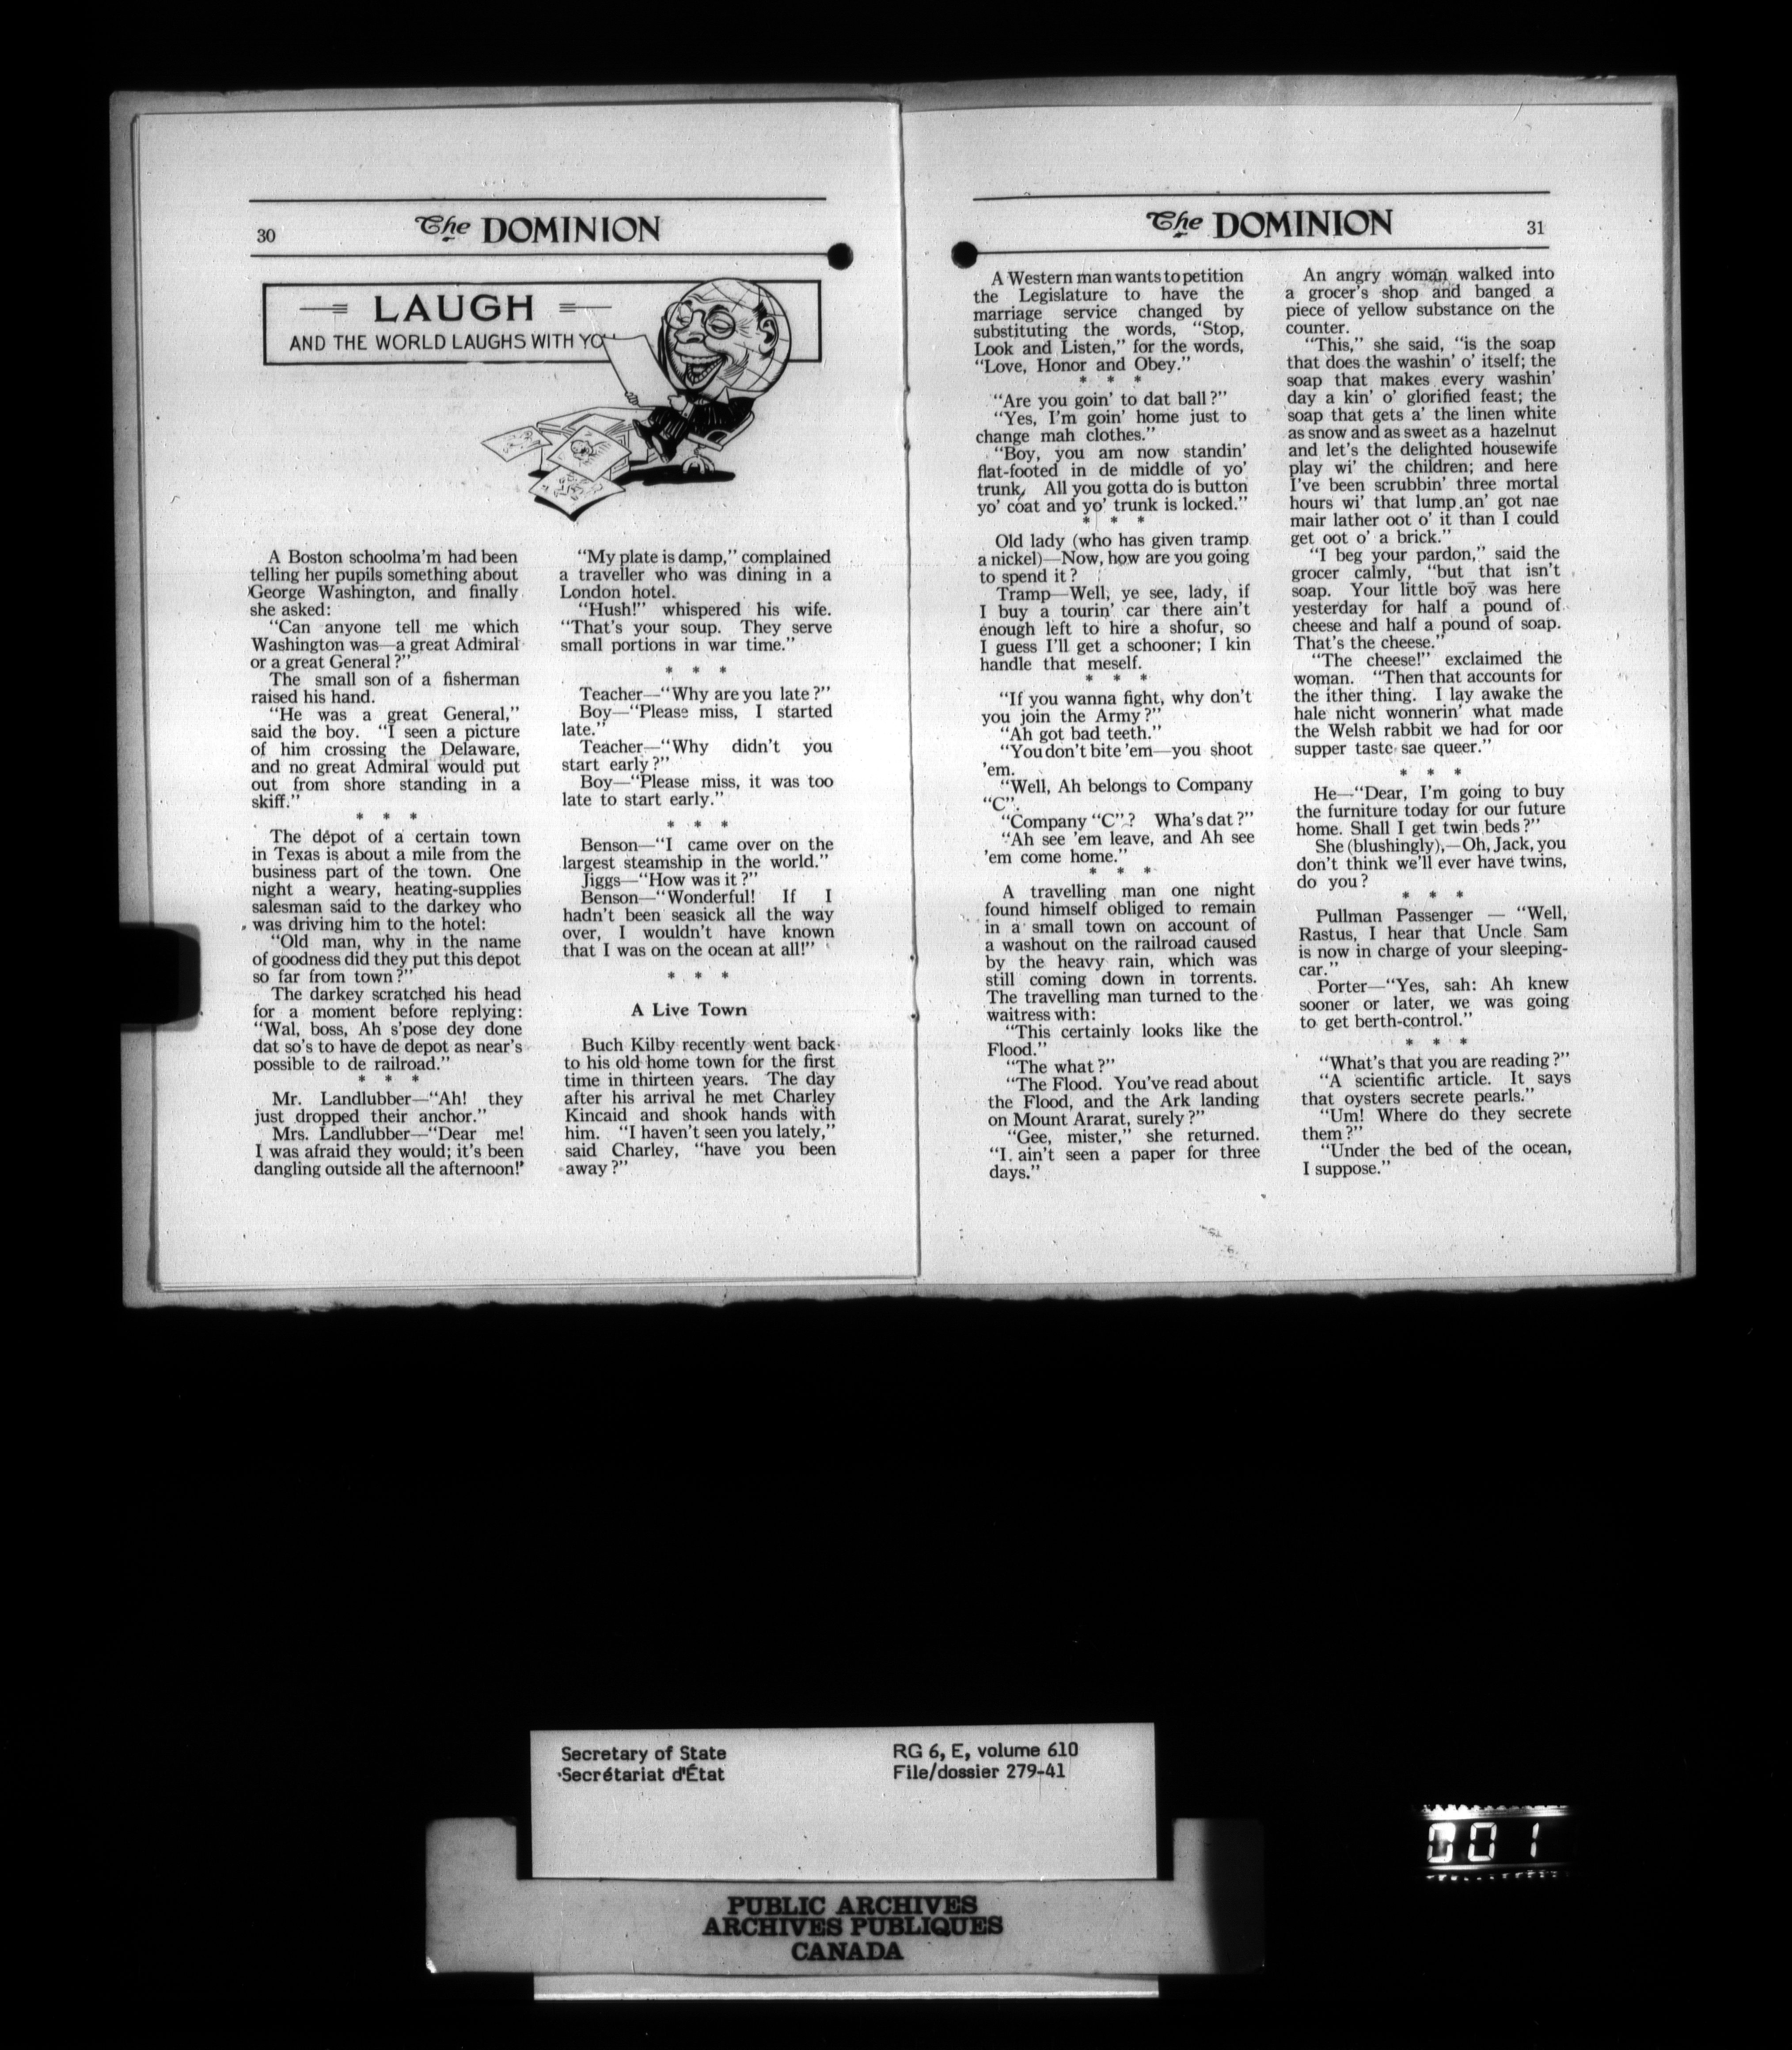 30
The DOMINION
LAUGH
AND THE WORLD LAUGHS WITH YOU
A Boston schoolma'm had been
telling her pupils something about
George Washington, and finally
she asked:
"Can anyone tell me which
Washington was—a great Admiral
or a great General?"
The small son of a fisherman
raised his hand.
"He was a great General,"
said the boy. "I seen a picture
of him crossing the Delaware,
and no great Admiral would put
out from shore standing in a
skiff."
* * *
The depot of a certain town
in Texas is about a mile from the
business part of the town. One
night a weary, heating-supplies
salesman said to the darkey who
was driving him to the hotel:
"Old man, why in the name
of goodness did they put this depot
so far from town?"
The darkey scratched his head
for a moment before replying:
"Wal, boss, Ah s'pose dey done
dat so's to have de depot as near's
possible to de railroad."
* * *
Mr. Landlubber—"Ah! they
just dropped their anchor."
Mrs. Landlubber—"Dear me!
I was afraid they would; it's been
dangling outside all the afternoon!'
"My plate is damp," complained
a traveller who was dining in a
London hotel.
"Hush!" whispered his wife.
"That's your soup. They serve
small portions in war time."
* * *
Teacher—"Why are you late?"
Boy—"Please miss, I started
late."
Teacher—"Why didn't you
start early?"
Boy—"Please miss, it was too
late to start early."
* * *
Benson—"I came over on the
largest steamship in the world."
Jiggs—"How was it?"
Benson—"Wonderful! If I
hadn't been seasick all the way
over, I wouldn't have known
that I was on the ocean at all!"
* * *
A Live Town
Buch Kilby recently went back
to his old home town for the first
time in thirteen years. The day
after his arrival he met Charley
Kincaid and shook hands with
him. "I haven't seen you lately,"
said Charley, "have you been
away?"
The DOMINION
31
A Western man wants to petition
the Legislature to have the
marriage service changed by
substituting the words, "Stop,
Look and Listen," for the words,
"Love, Honor and Obey."
* * *
"Are you goin' to dat ball?"
"Yes, I'm goin' home just to
change mah clothes."
"Boy, you am now standin'
flat-footed in de middle of yo'
trunk, All you gotta do is button
yo' coat and yo' trunk is locked."
* * *
Old lady (who has given tramp
a nickel)—Now, how are you going
to spend it?
Tramp—Well, ye see, lady, if
I buy a tourin' car there ain't
enough left to hire a shofur, so
I guess I'll get a schooner; I kin
handle that meself.
* * *
"If you wanna fight, why don't
you join the Army?"
"Ah got bad teeth."
"You don't bite 'em—you shoot
'em.
"Well, Ah belongs to Company
"C".
"Company "C"? Wha's dat?"
"Ah see 'em leave, and Ah see
'em come home."
* * *
A travelling man one night
found himself obliged to remain
in a small town on account of
a washout on the railroad caused
by the heavy rain, which was
still coming down in torrents.
The travelling man turned to the
waitress with:
"This certainly looks like the
Flood."
"The what?"
"The Flood. You've read about
the Flood, and the Ark landing
on Mount Ararat, surely?"
"Gee, mister," she returned.
"I ain't seen a paper for three
days."
An angry woman walked into
a grocer's shop and banged a
piece of yellow substance on the
counter.
"This," she said, "is the soap
that does the washin' o' itself; the
soap that makes every washin'
day a kin' o' glorified feast; the
soap that gets a' the linen white
as snow and as sweet as a hazelnut
and let's the delighted housewife
play wi' the children; and here
I've been scrubbin' three mortal
hours wi' that lump an' got nae
mair lather oot o' it than I could
get oot o' a brick."
"I beg your pardon," said the
grocer calmly, "but that isn't
soap. Your little boy was here
yesterday for half a pound of
cheese and half a pound of soap.
That's the cheese."
"The cheese!" exclaimed the
woman. "Then that accounts for
the ither thing. I lay awake the
hale nicht wonnerin' what made
the Welsh rabbit we had for oor
supper taste sae queer."
* * *
He—"Dear, I'm going to buy
the furniture today for our future
home. Shall I get twin beds?"
She (blushingly),—Oh, Jack, you
don't think we'll ever have twins,
do you?
* * *
Pullman Passenger — "Well,
Rastus, I hear that Uncle Sam
is now in charge of your sleeping-
car."
Porter—"Yes, sah: Ah knew
sooner or later, we was going
to get berth-control."
* * *
"What's that you are reading?"
"A scientific article. It says
that oysters secrete pearls."
"Um! Where do they secrete
them?"
"Under the bed of the ocean,
I suppose."
Secretary of State
Secrétariat d'État
RG 6, E, volume 610
File/dossier 279-41
PUBLIC ARCHIVES
ARCHIVES PUBLIQUES
CANADA
001